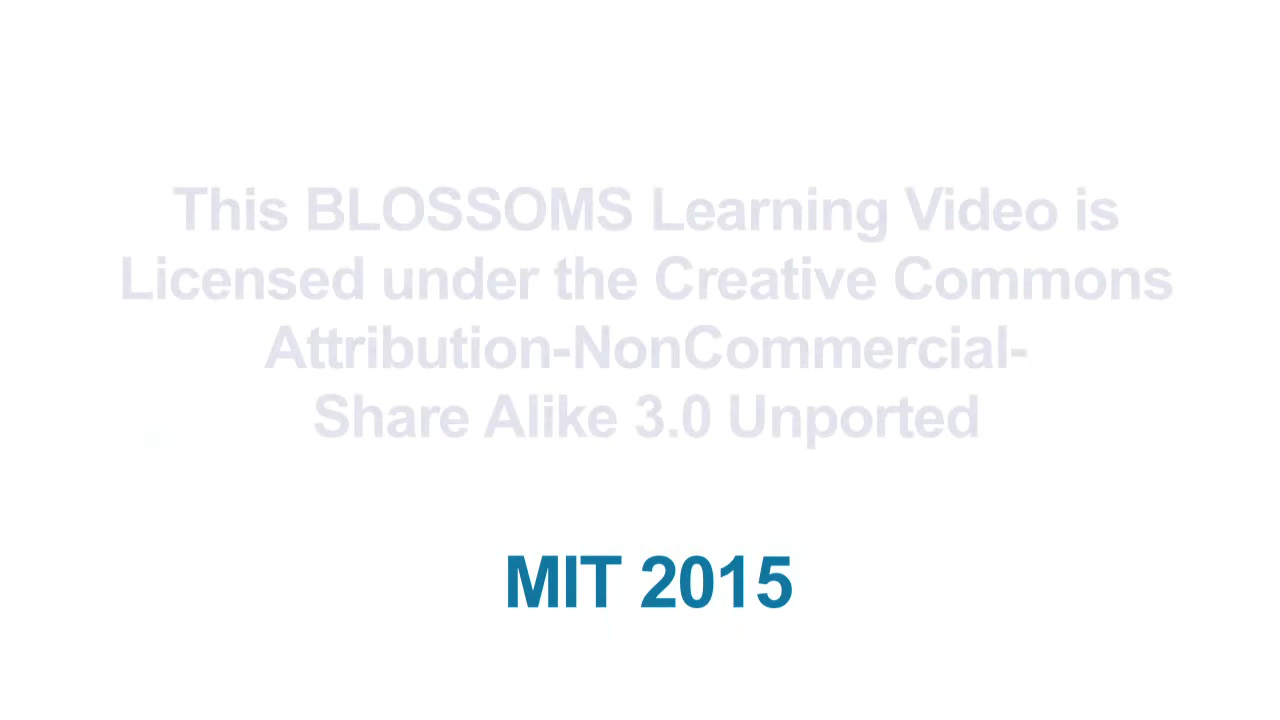 This BLOSSOMS Learning Video is
Licensed under the Creative Commons
Attribution-NonCommercial-
Share Alike 3.0 Unported
MIT 2015